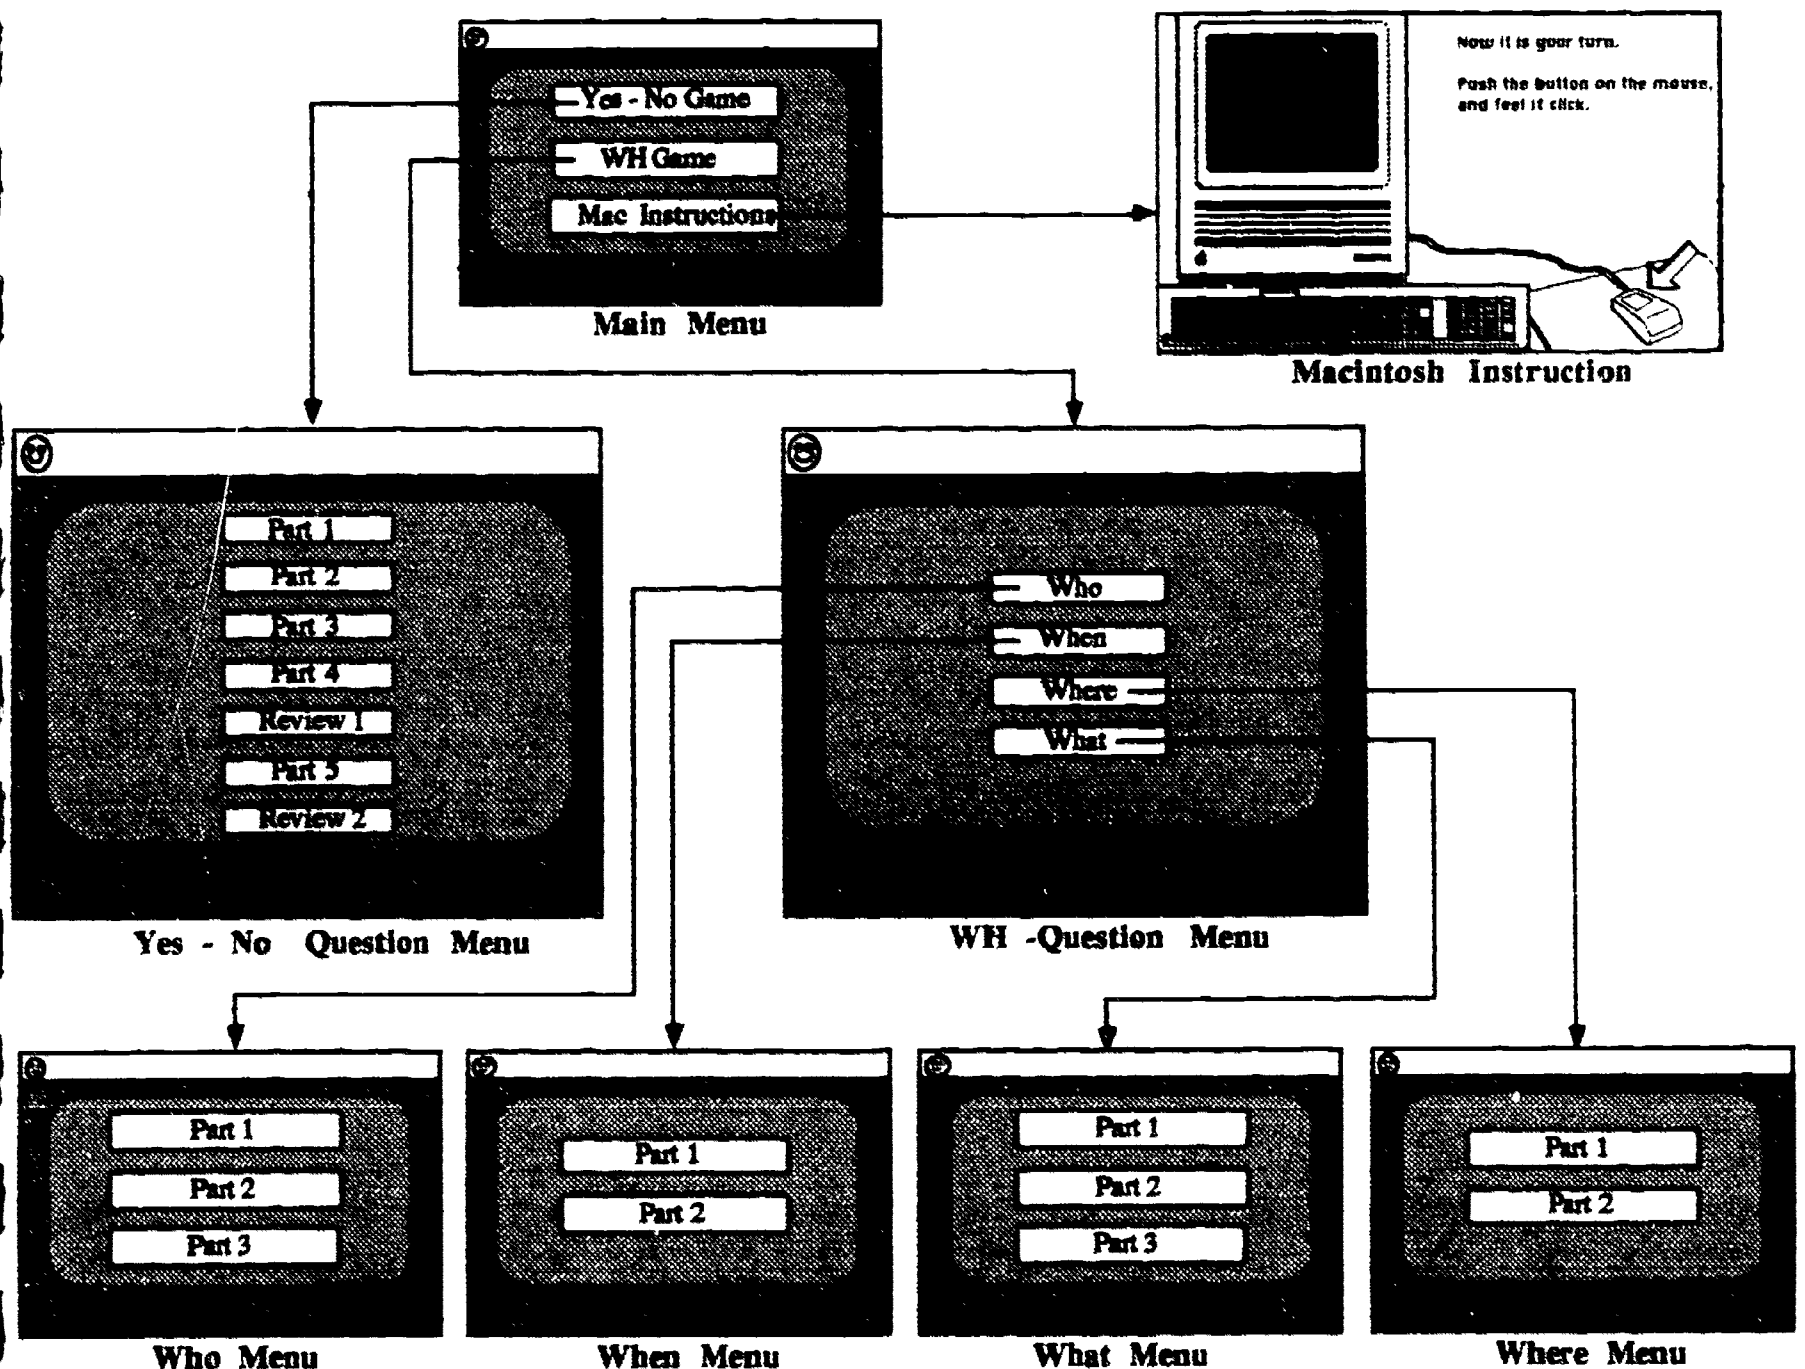 Yes - No Game
WH Game
Mac Instructions
Main Menu
Now it is your turn.
Push the button on the mouse,
and feel it click.
Macintosh Instruction
Part 1
Part 2
Part 3
Part 4
Review 1
Part 5
Review 2
Yes - No Question Menu
Who
When
Where
What
WH -Question Menu
Part 1
Part 2
Part 3
Who Menu
Part 1
Part 2
When Menu
Part 1
Part 2
Part 3
What Menu
Part 1
Part 2
Where Menu